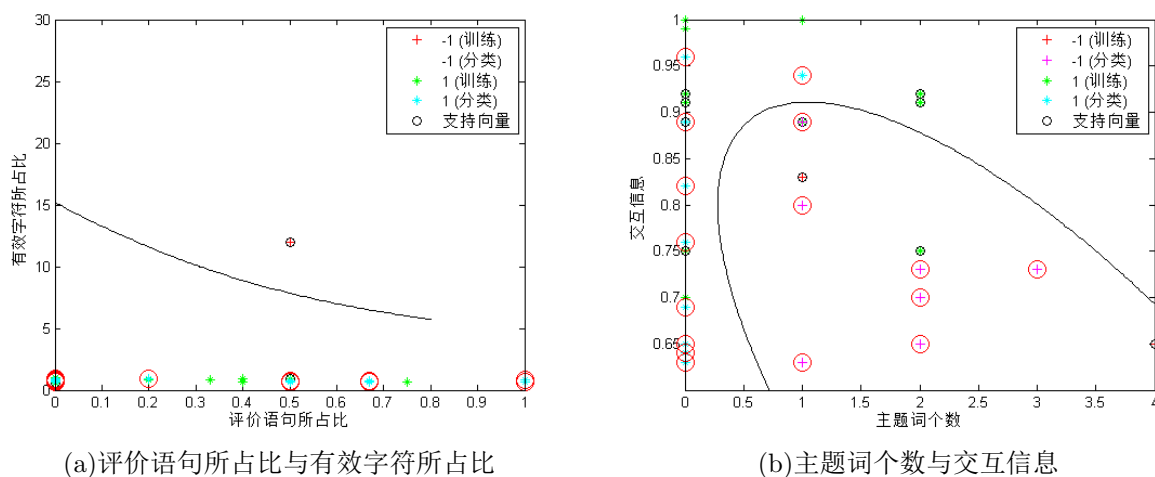 30
25
20
15
10
5
0
有效字符所占比
-1 (训练)
-1 (分类)
1 (训练)
1 (分类)
支持向量
0 0.1 0.2 0.3 0.4 0.5 0.6 0.7 0.8 0.9 1
评价语句所占比
(a)评价语句所占比与有效字符所占比
1
0.95
0.9
0.85
0.8
0.75
0.7
0.65
交互信息
-1 (训练)
-1 (分类)
1 (训练)
1 (分类)
支持向量
0 0.5 1 1.5 2 2.5 3 3.5 4
主题词个数
(b)主题词个数与交互信息